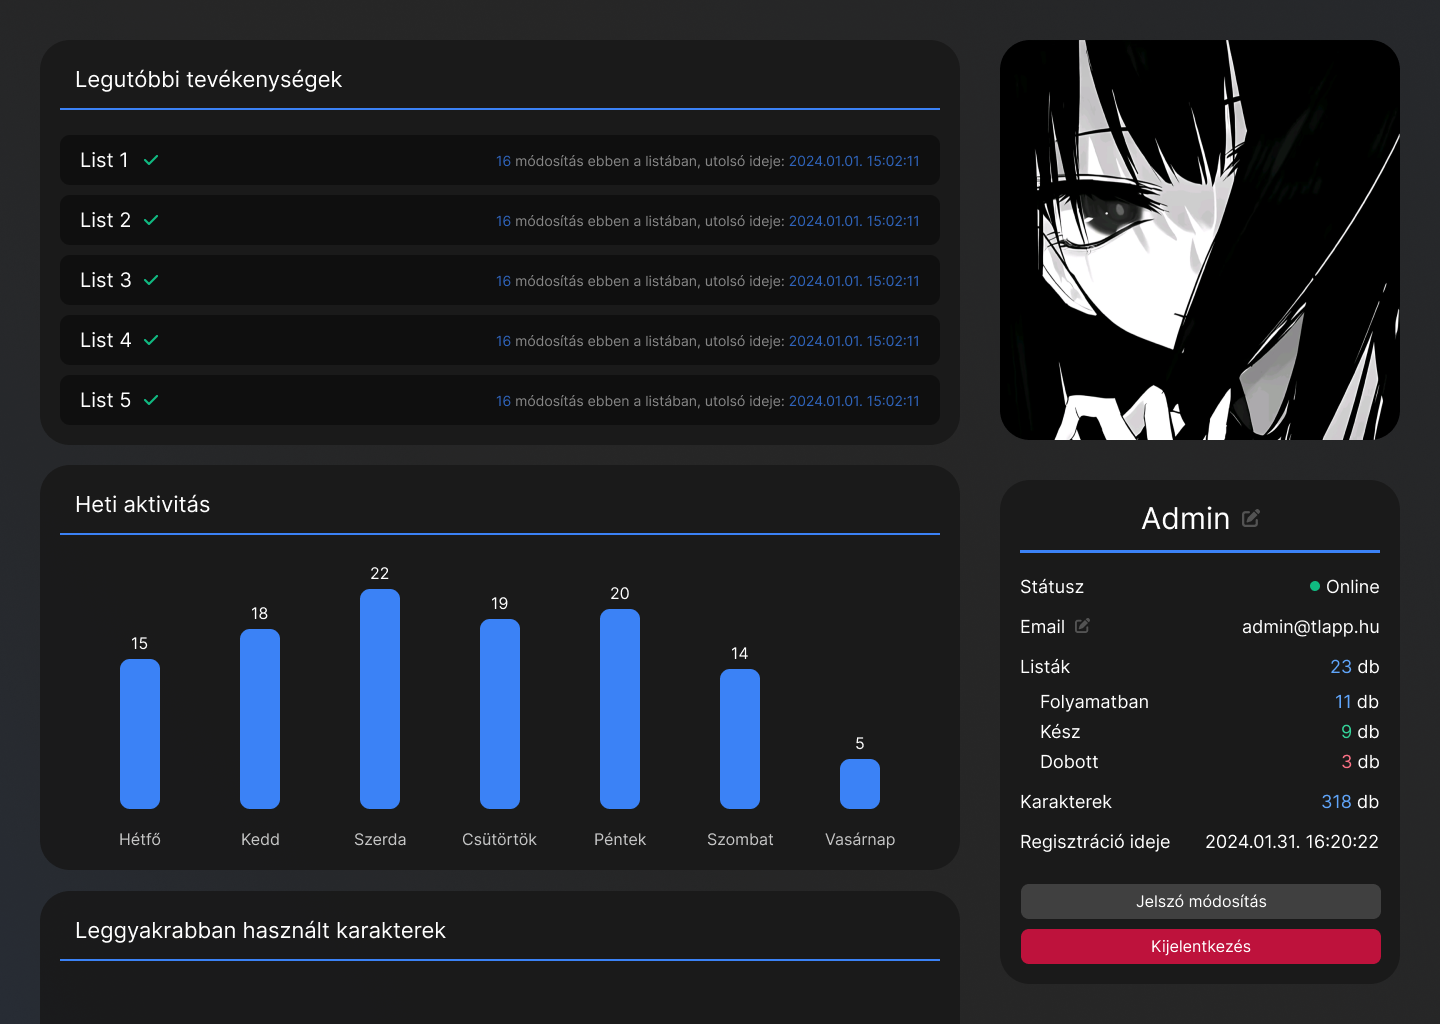 Legutóbbi tevékenységek
List 1
16 módosítás ebben a listában, utolsó ideje: 2024.01.01. 15:02:11
List 2
16 módosítás ebben a listában, utolsó ideje: 2024.01.01. 15:02:11
List 3
16 módosítás ebben a listában, utolsó ideje: 2024.01.01. 15:02:11
List 4
16 módosítás ebben a listában, utolsó ideje: 2024.01.01. 15:02:11
List 5
16 módosítás ebben a listában, utolsó ideje: 2024.01.01. 15:02:11
Heti aktivitás
15
18
22
19
20
14
5
Hétfő
Kedd
Szerda
Csütörtök
Péntek
Szombat
Vasárnap
Leggyakrabban használt karakterek
Admin
Státusz Online
Email admin@tlapp.hu
Listák 23 db
Folyamatban 11 db
Kész 9 db
Dobott 3 db
Karakterek 318 db
Regisztráció ideje 2024.01.31. 16:20:22
Jelszó módosítás
Kijelentkezés